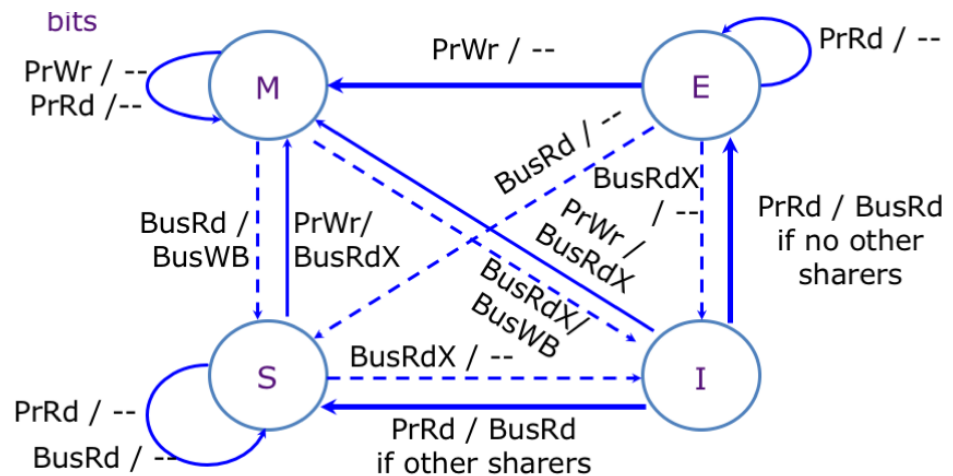 bits
PrWr / --
PrRd /--
M
PrWr / --
E
PrRd / --
BusRd / --
BusRdX
/ --
BusRd /
BusWB
PrWr/
BusRdX
PrWr /
BusRdX
BusRdX/
BusWB
PrRd / BusRd
if no other
sharers
S
BusRdX / --
I
PrRd / --
BusRd / --
PrRd / BusRd
if other sharers